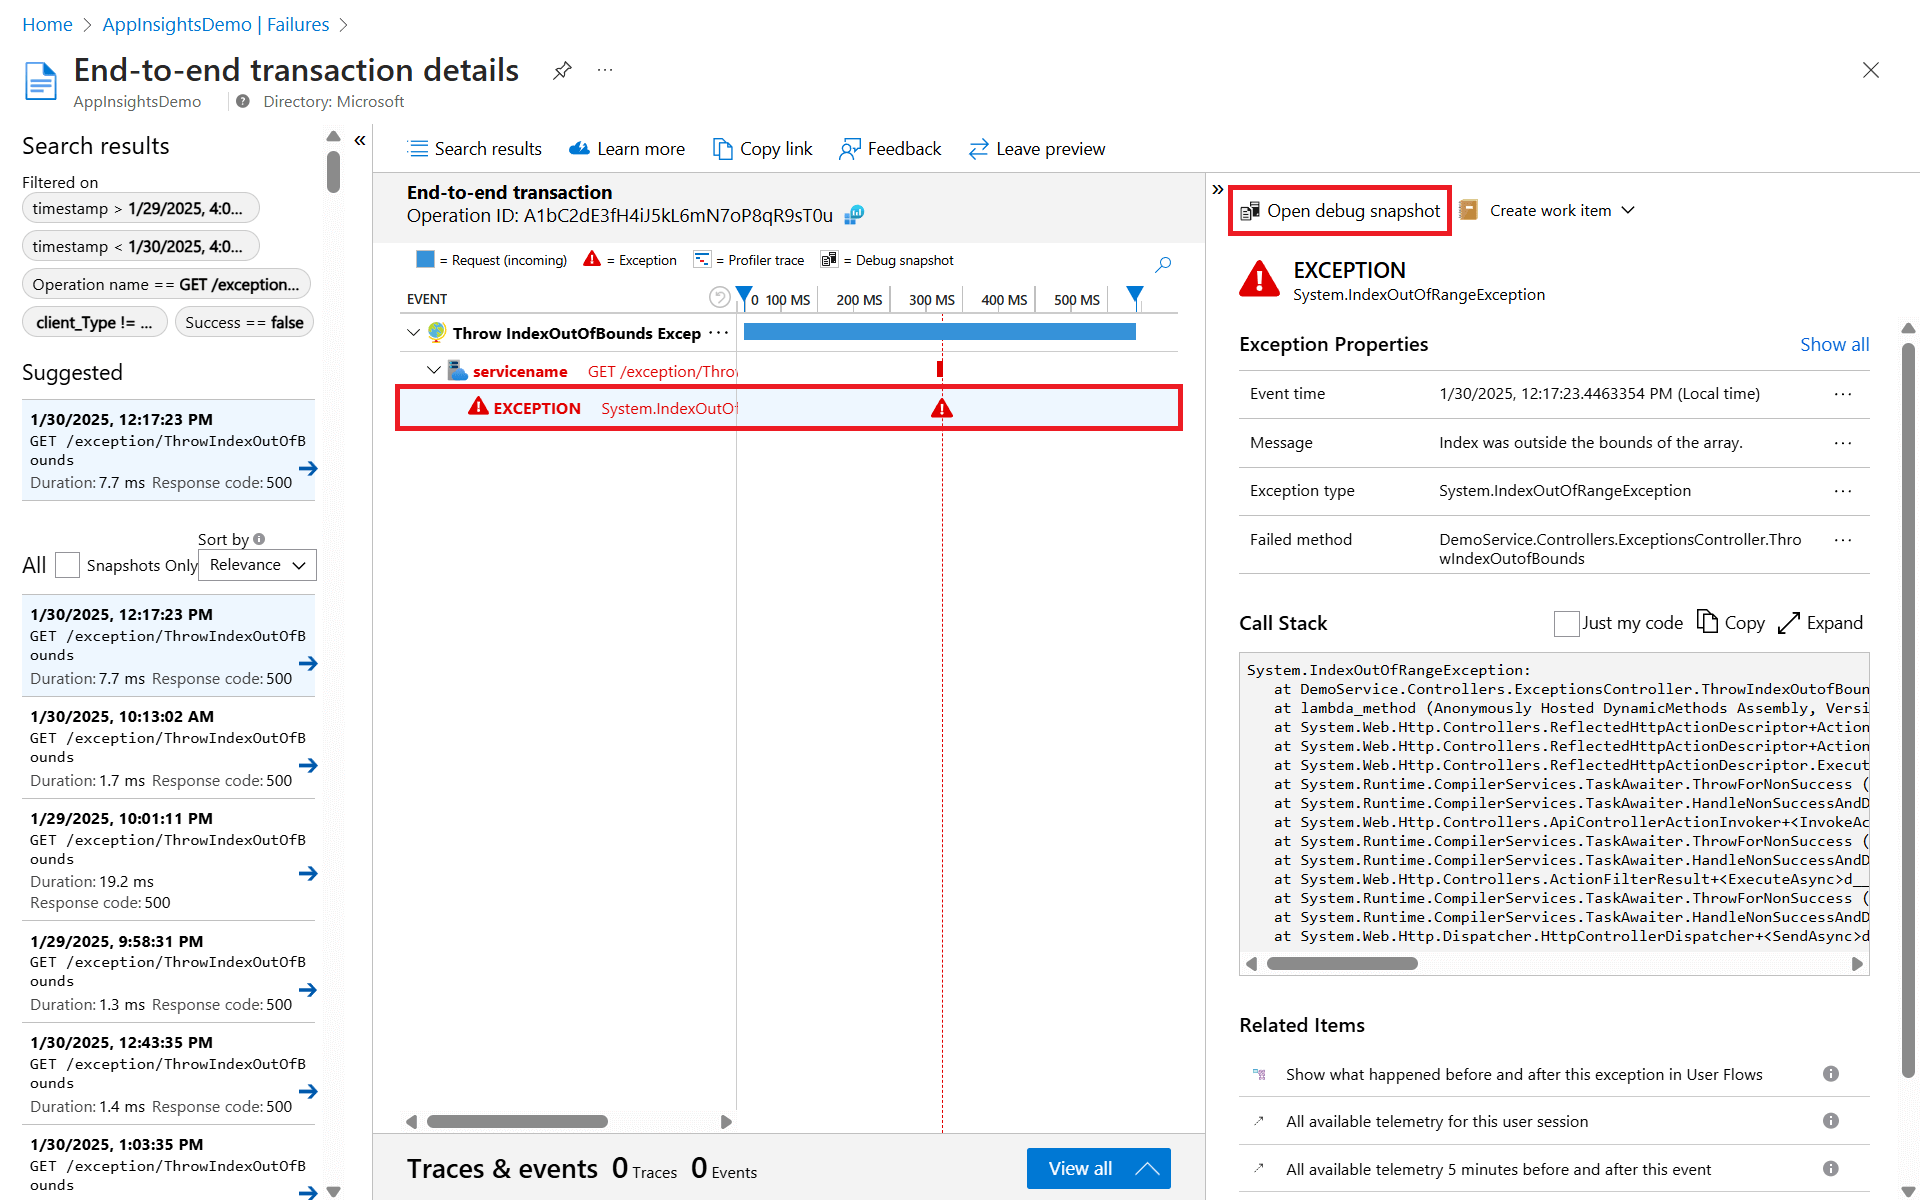 Home > AppInsightsDemo | Failures >
End-to-end transaction details ...
AppInsightsDemo
Directory: Microsoft
Search results
Filtered on
timestamp > 1/29/2025, 4:0...
timestamp < 1/30/2025, 4:0...
Operation name == GET /exception...
client_Type != ...
Success == false
Suggested
1/30/2025, 12:17:23 PM
GET /exception/ThrowIndexOutOfB
ounds
Duration: 7.7 ms Response code: 500
Sort by
All
Snapshots Only
Relevance
1/30/2025, 12:17:23 PM
GET /exception/ThrowIndexOutOfB
ounds
Duration: 7.7 ms Response code: 500
1/30/2025, 10:13:02 AM
GET /exception/ThrowIndexOutOfB
ounds
Duration: 1.7 ms Response code: 500
1/29/2025, 10:01:11 PM
GET /exception/ThrowIndexOutOfB
ounds
Duration: 19.2 ms
Response code: 500
1/29/2025, 9:58:31 PM
GET /exception/ThrowIndexOutOfB
ounds
Duration: 1.3 ms Response code: 500
1/30/2025, 12:43:35 PM
GET /exception/ThrowIndexOutOfB
ounds
Duration: 1.4 ms Response code: 500
1/30/2025, 1:03:35 PM
GET /exception/ThrowIndexOutOfB
ounds
Search results
Learn more
Copy link
Feedback
Leave preview
End-to-end transaction
Operation ID: A1bC2dE3fH4iJ5kL6mN7oP8qR9sT0u
= Request (incoming)
= Exception
= Profiler trace
= Debug snapshot
EVENT
0 100 MS 200 MS 300 MS 400 MS 500 MS
Throw IndexOutOfBounds Excep ...
servicename GET /exception/Throw
EXCEPTION System.IndexOutOf
Traces & events 0 Traces 0 Events
View all
Open debug snapshot
Create work item
EXCEPTION
System.IndexOutOfRangeException
Exception Properties
Show all
Event time 1/30/2025, 12:17:23.4463354 PM (Local time) ...
Message Index was outside the bounds of the array. ...
Exception type System.IndexOutOfRangeException ...
Failed method DemoService.Controllers.ExceptionsController.Thro ...
wIndexOutofBounds
Call Stack
Just my code
Copy
Expand
System.IndexOutOfRangeException:
at DemoService.Controllers.ExceptionsController.ThrowIndexOutofBoun
at lambda_method (Anonymously Hosted DynamicMethods Assembly, Versi
at System.Web.Http.Controllers.ReflectedHttpActionDescriptor+Action
at System.Web.Http.Controllers.ReflectedHttpActionDescriptor+Action
at System.Web.Http.Controllers.ReflectedHttpActionDescriptor.Execut
at System.Runtime.CompilerServices.TaskAwaiter.ThrowForNonSuccess (
at System.Runtime.CompilerServices.TaskAwaiter.HandleNonSuccessAndD
at System.Web.Http.Controllers.ApiControllerActionInvoker+<InvokeAc
at System.Runtime.CompilerServices.TaskAwaiter.ThrowForNonSuccess (
at System.Runtime.CompilerServices.TaskAwaiter.HandleNonSuccessAndD
at System.Web.Http.Controllers.ActionFilterResult+<ExecuteAsync>d__
at System.Runtime.CompilerServices.TaskAwaiter.ThrowForNonSuccess (
at System.Runtime.CompilerServices.TaskAwaiter.HandleNonSuccessAndD
at System.Web.Http.Dispatcher.HttpControllerDispatcher+<SendAsync>d
Related Items
Show what happened before and after this exception in User Flows
All available telemetry for this user session
All available telemetry 5 minutes before and after this event